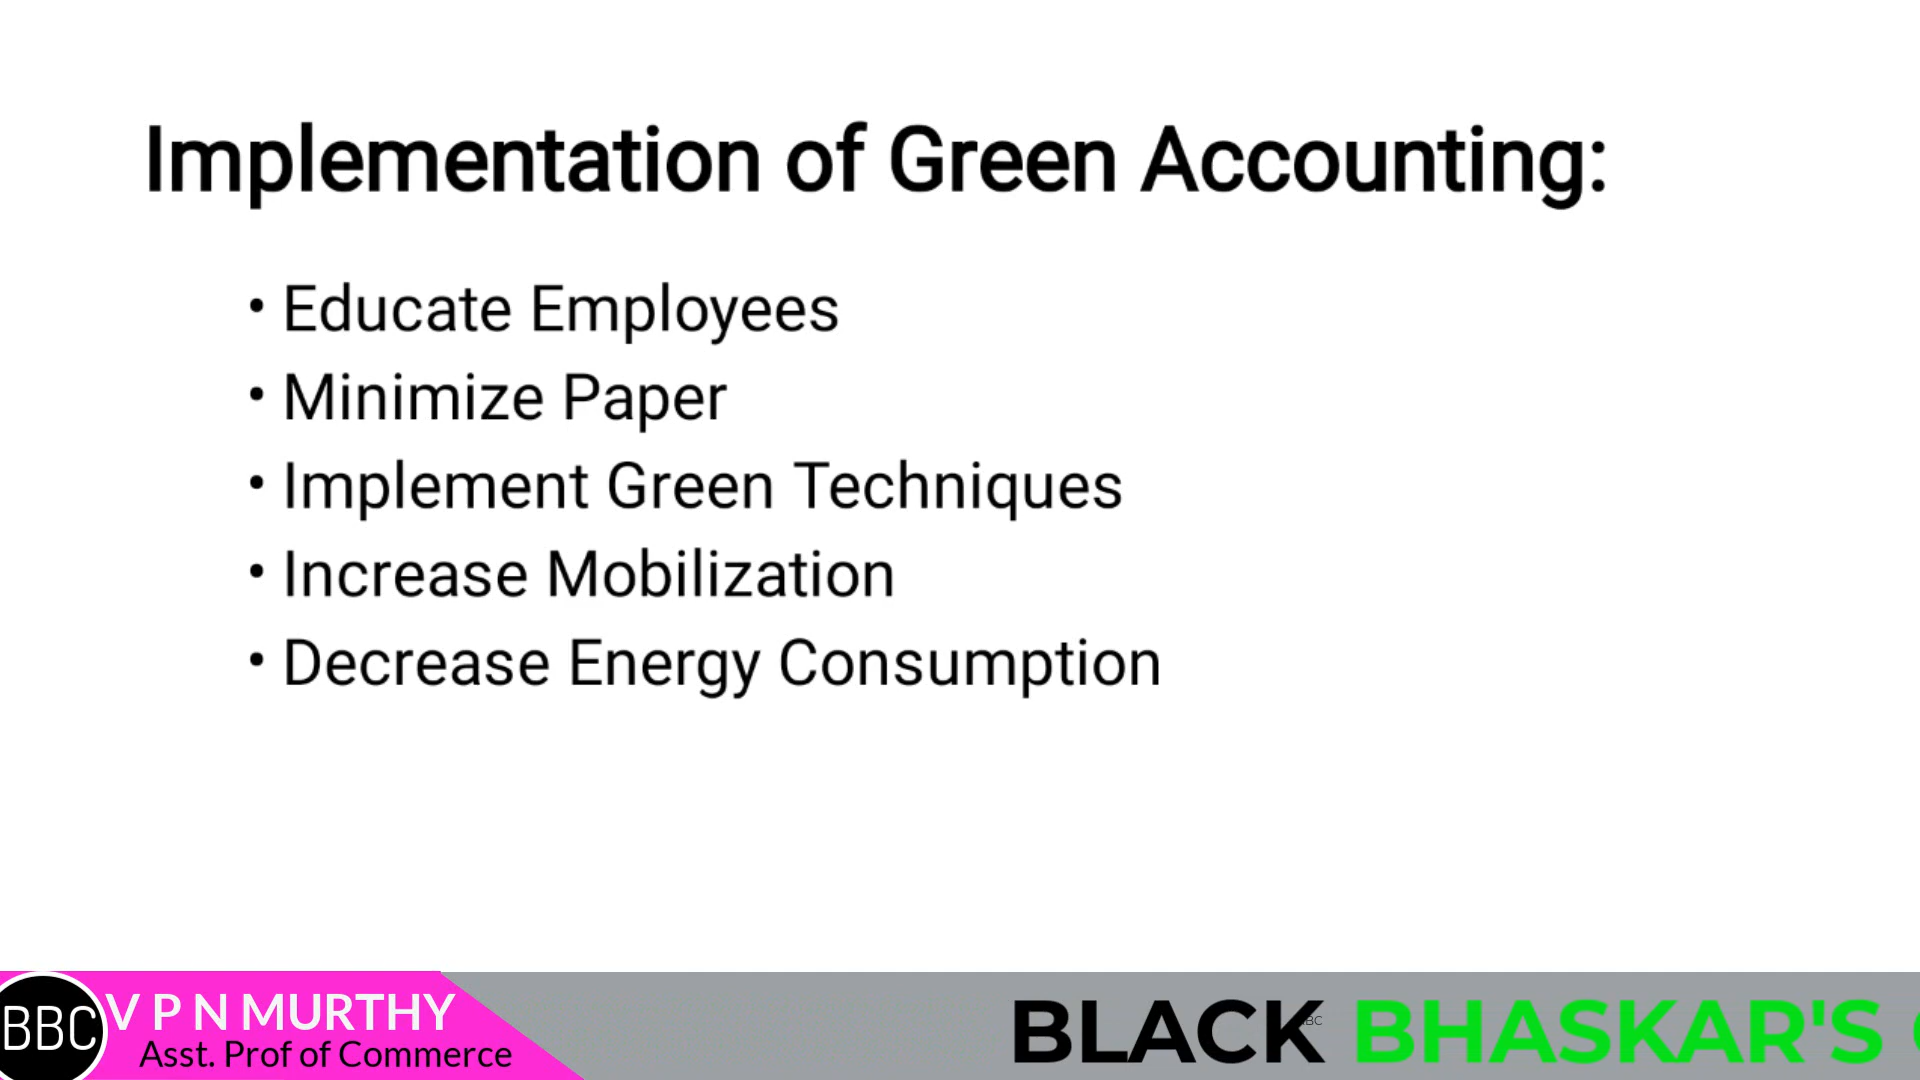 Implementation of Green Accounting:
• Educate Employees
• Minimize Paper
• Implement Green Techniques
• Increase Mobilization
• Decrease Energy Consumption
BBC
V P N MURTHY
Asst. Prof of Commerce
BLACK BHASKAR'S